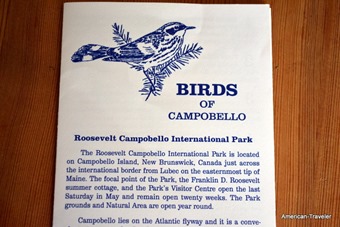 BIRDS
OF
CAMPOBELLO
Roosevelt Campobello International Park
The Roosevelt Campobello International Park is located
on Campobello Island, New Brunswick, Canada just across
the international border from Lubec on the easternmost tip of
Maine. The focal point of the Park, the Franklin D. Roosevelt
summer cottage, and the Park's Visitor Centre open the last
Saturday in May and remain open twenty weeks. The Park
grounds and Natural Area are open year round.
Campobello lies on the Atlantic flyway and it is a conve-
American-Traveler